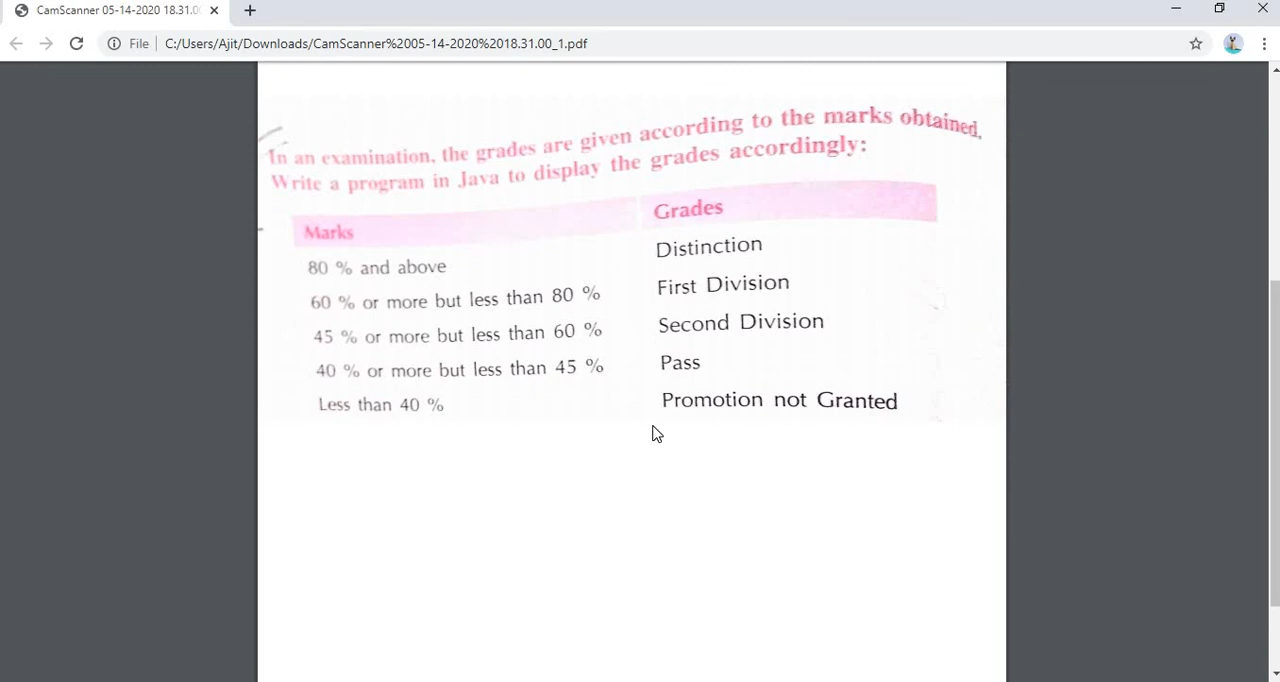 CamScanner 05-14-2020 18.31.0
File C:/Users/Ajit/Downloads/CamScanner%2005-14-2020%2018.31.00_1.pdf
In an examination, the grades are given according to the marks obtained.
Write a program in Java to display the grades accordingly:
Marks Grades
80 % and above Distinction
60 % or more but less than 80 % First Division
45 % or more but less than 60 % Second Division
40 % or more but less than 45 % Pass
Less than 40 % Promotion not Granted